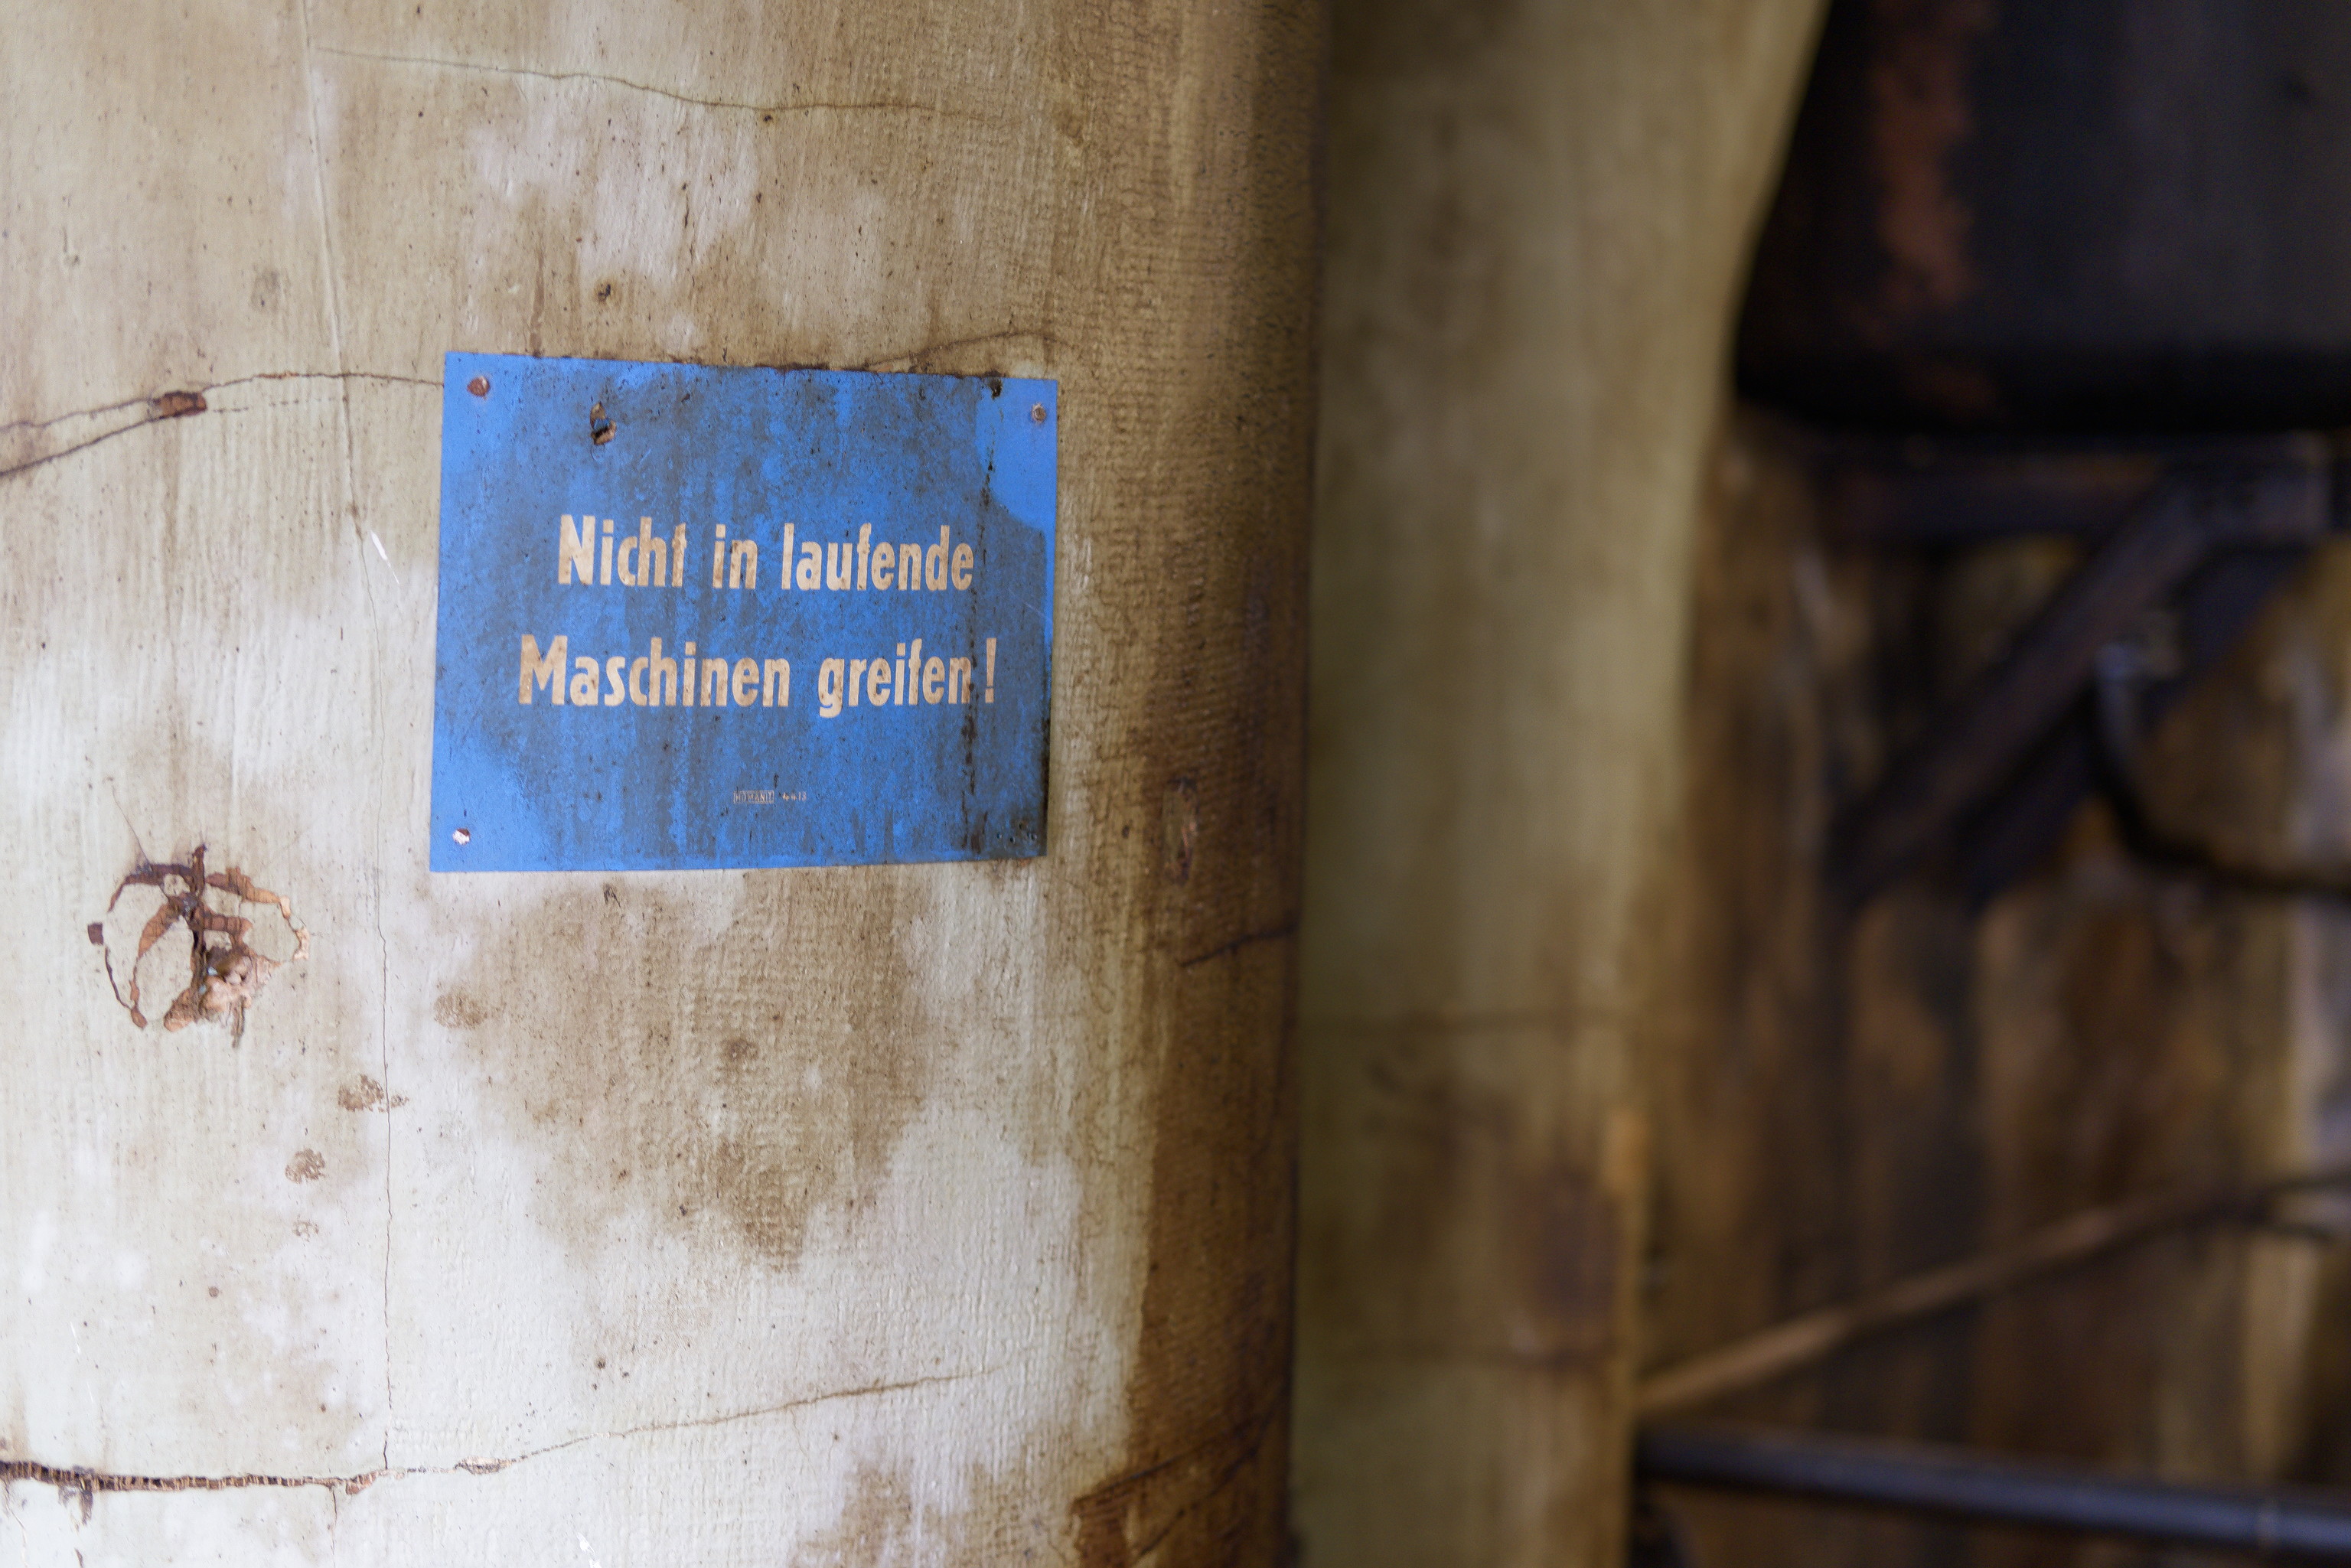 Nicht in laufende
Maschinen greifen!